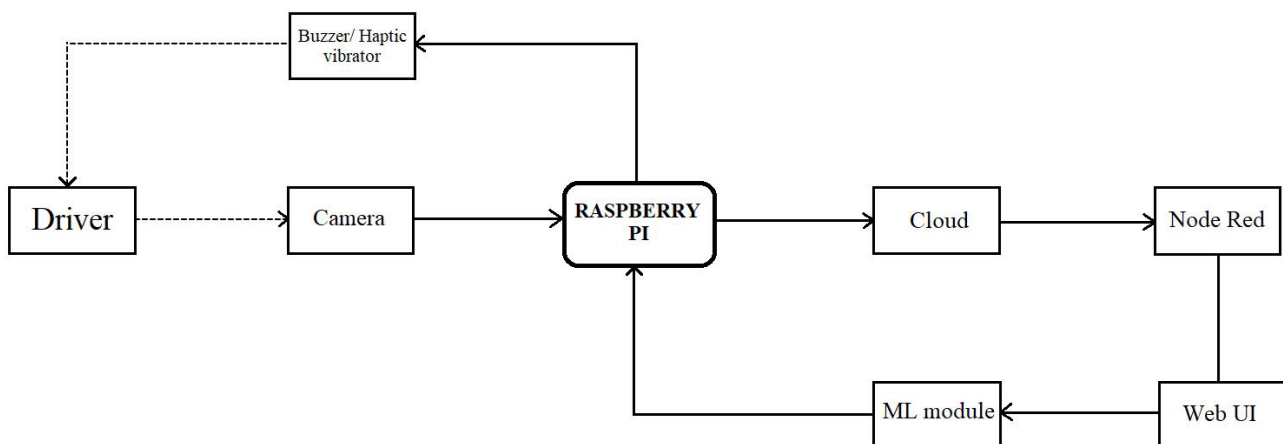 Buzzer/ Haptic
vibrator
Driver
Camera
RASPBERRY
PI
Cloud
Node Red
ML module
Web UI